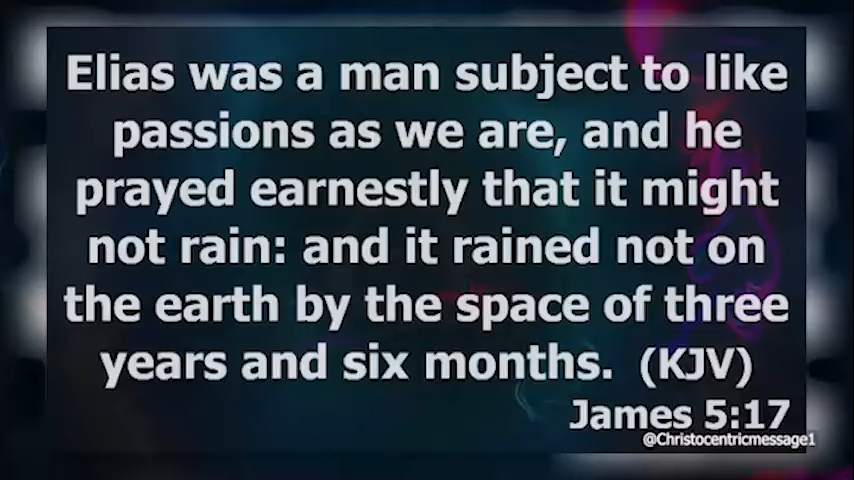 Elias was a man subject to like
passions as we are, and he
prayed earnestly that it might
not rain: and it rained not on
the earth by the space of three
years and six months. (KJV)
James 5:17
@Christocentricmessage1